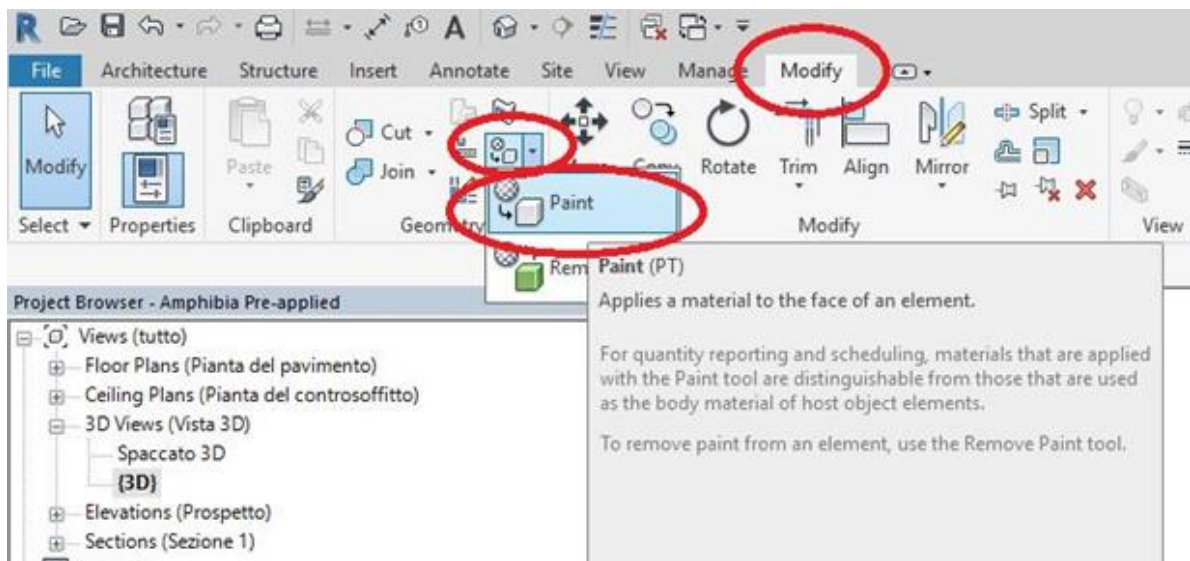 File Architecture Structure Insert Annotate Site View Manage Modify
Modify Paste Cut Join Rotate Trim Align Mirror Split
Paint
Select Properties Clipboard Geometry Modify View
Paint (PT)
Applies a material to the face of an element.
For quantity reporting and scheduling, materials that are applied
with the Paint tool are distinguishable from those that are used
as the body material of host object elements.
To remove paint from an element, use the Remove Paint tool.
Project Browser - Amphibia Pre-applied
Views (tutto)
Floor Plans (Pianta del pavimento)
Ceiling Plans (Pianta del controsoffitto)
3D Views (Vista 3D)
Spaccato 3D
{3D}
Elevations (Prospetto)
Sections (Sezione 1)